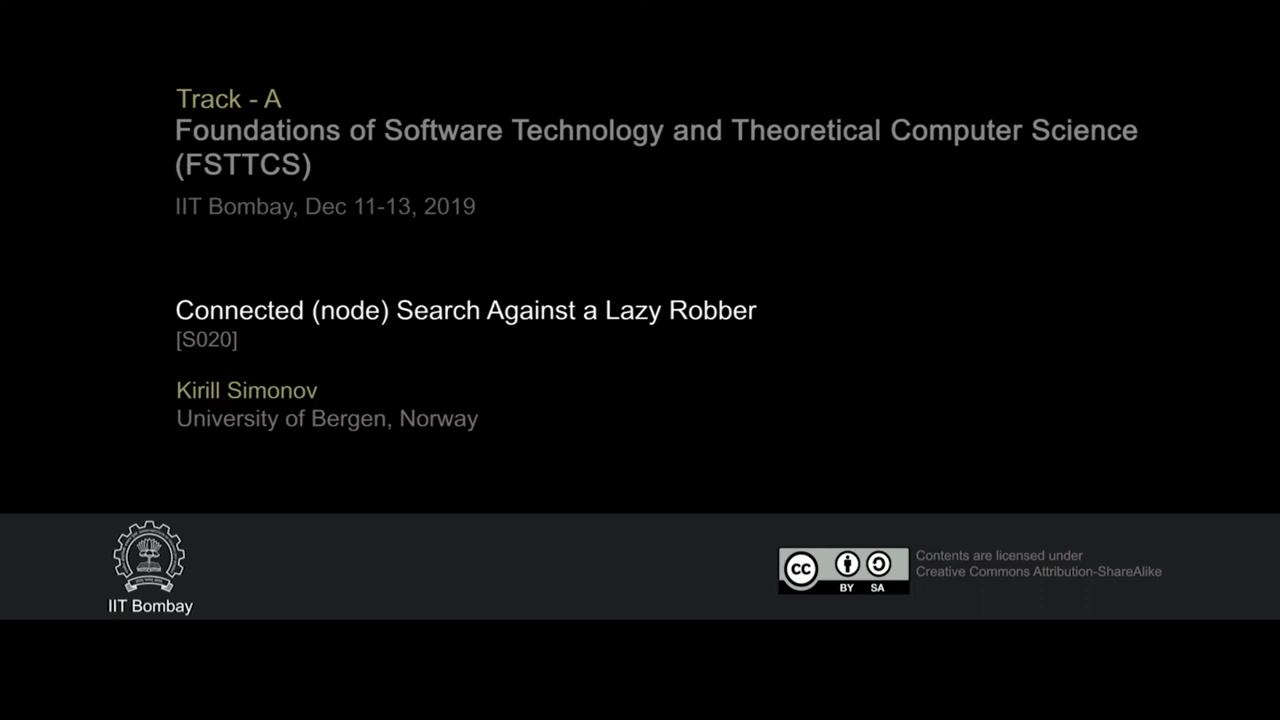 Track - A
Foundations of Software Technology and Theoretical Computer Science
(FSTTCS)
IIT Bombay, Dec 11-13, 2019
Connected (node) Search Against a Lazy Robber
[S020]
Kirill Simonov
University of Bergen, Norway
IIT Bombay
cc
BY SA
Contents are licensed under
Creative Commons Attribution-ShareAlike